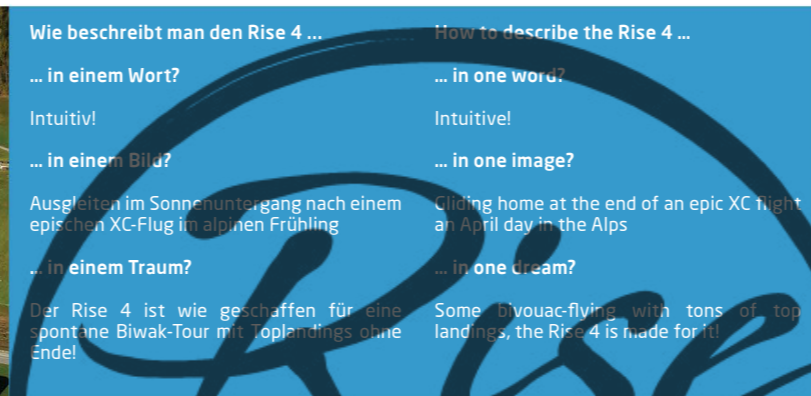 Wie beschreibt man den Rise 4 ...
... in einem Wort?
Intuitiv!
... in einem Bild?
Ausgleiten im Sonnenuntergang nach einem
epischen XC-Flug im alpinen Frühling
... in einem Traum?
Der Rise 4 ist wie geschaffen für eine
spontane Biwak-Tour mit Toplandings ohne
Ende!
How to describe the Rise 4 ...
... in one word?
Intuitive!
... in one image?
Gliding home at the end of an epic XC flight
an April day in the Alps
... in one dream?
Some bivouac-flying with tons of top
landings, the Rise 4 is made for it!
Rise